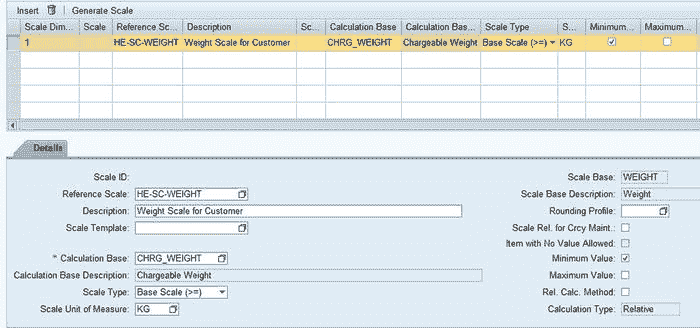 Insert Generate Scale
Scale Dim... Scale Reference Sc... Description Sc... Calculation Base Calculation Bas... Scale Type S... Minimum... Maximum...
1 HE-SC-WEIGHT Weight Scale for Customer CHRG_WEIGHT Chargeable Weight Base Scale (>=) KG
Details
Scale ID:
Reference Scale: HE-SC-WEIGHT
Description: Weight Scale for Customer
Scale Template:
* Calculation Base: CHRG_WEIGHT
Calculation Base Description: Chargeable Weight
Scale Type: Base Scale (>=)
Scale Unit of Measure: KG
Scale Base: WEIGHT
Scale Base Description: Weight
Rounding Profile:
Scale Rel. for Crcy Maint.:
Item with No Value Allowed:
Minimum Value:
Maximum Value:
Rel. Calc. Method:
Calculation Type: Relative